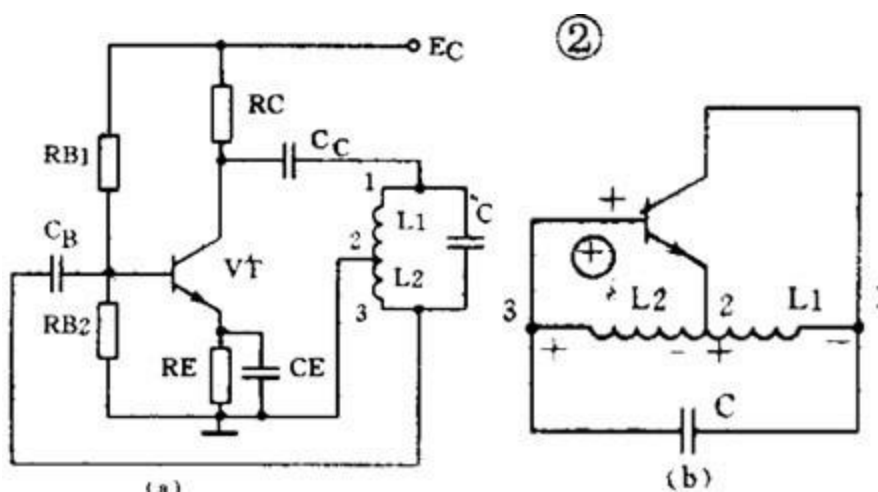 ②
EC
RC
CC
RB1
1
C
L1
CB
2
VT
L2
RB2
3
RE
CE
(a)
+
+
3
L2
2
L1
+
-
+
-
C
(b)